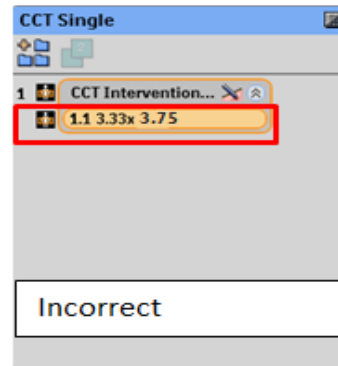 CCT Single
1 CCT Intervention...
1.1 3.33x 3.75
Incorrect